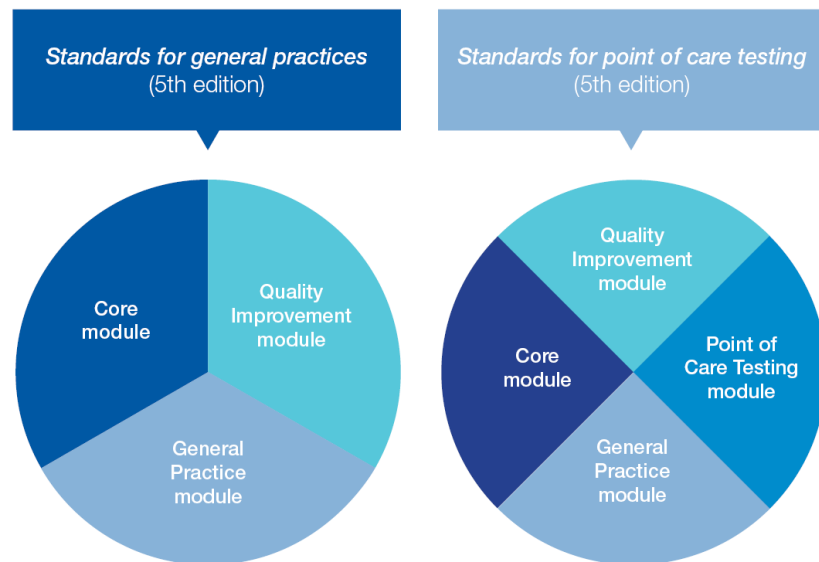 Standards for general practices
(5th edition)
Standards for point of care testing
(5th edition)
Core
module
Quality
Improvement
module
General
Practice
module
Quality
Improvement
module
Core
module
Point of
Care Testing
module
General
Practice
module